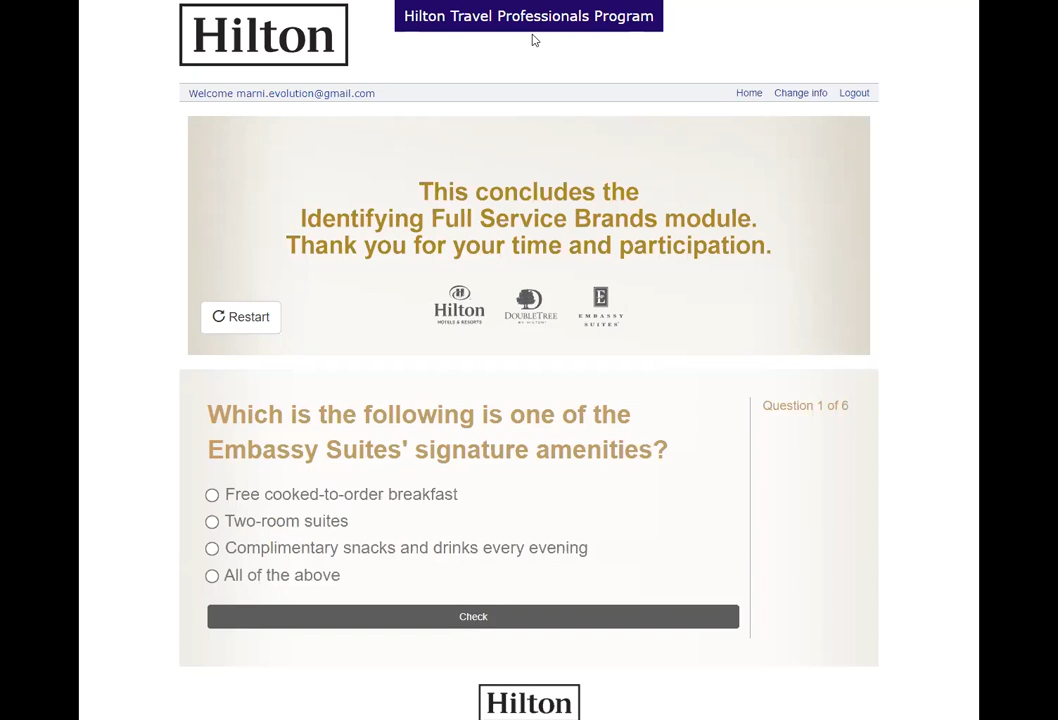 Hilton
Hilton Travel Professionals Program
Welcome marni.evolution@gmail.com
Home Change info Logout
This concludes the
Identifying Full Service Brands module.
Thank you for your time and participation.
Hilton
HOTELS & RESORTS
DOUBLETREE
BY HILTON
E
EMBASSY
SUITES
Restart
Which is the following is one of the
Embassy Suites' signature amenities?
Question 1 of 6
Free cooked-to-order breakfast
Two-room suites
Complimentary snacks and drinks every evening
All of the above
Check
Hilton